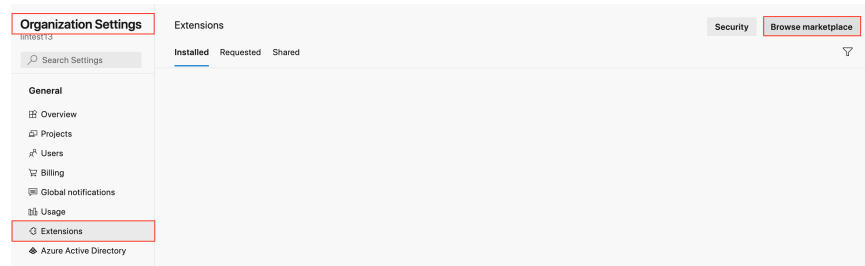 Organization Settings
lintest13
Search Settings
General
Overview
Projects
Users
Billing
Global notifications
Usage
Extensions
Azure Active Directory
Extensions
Security
Browse marketplace
Installed Requested Shared